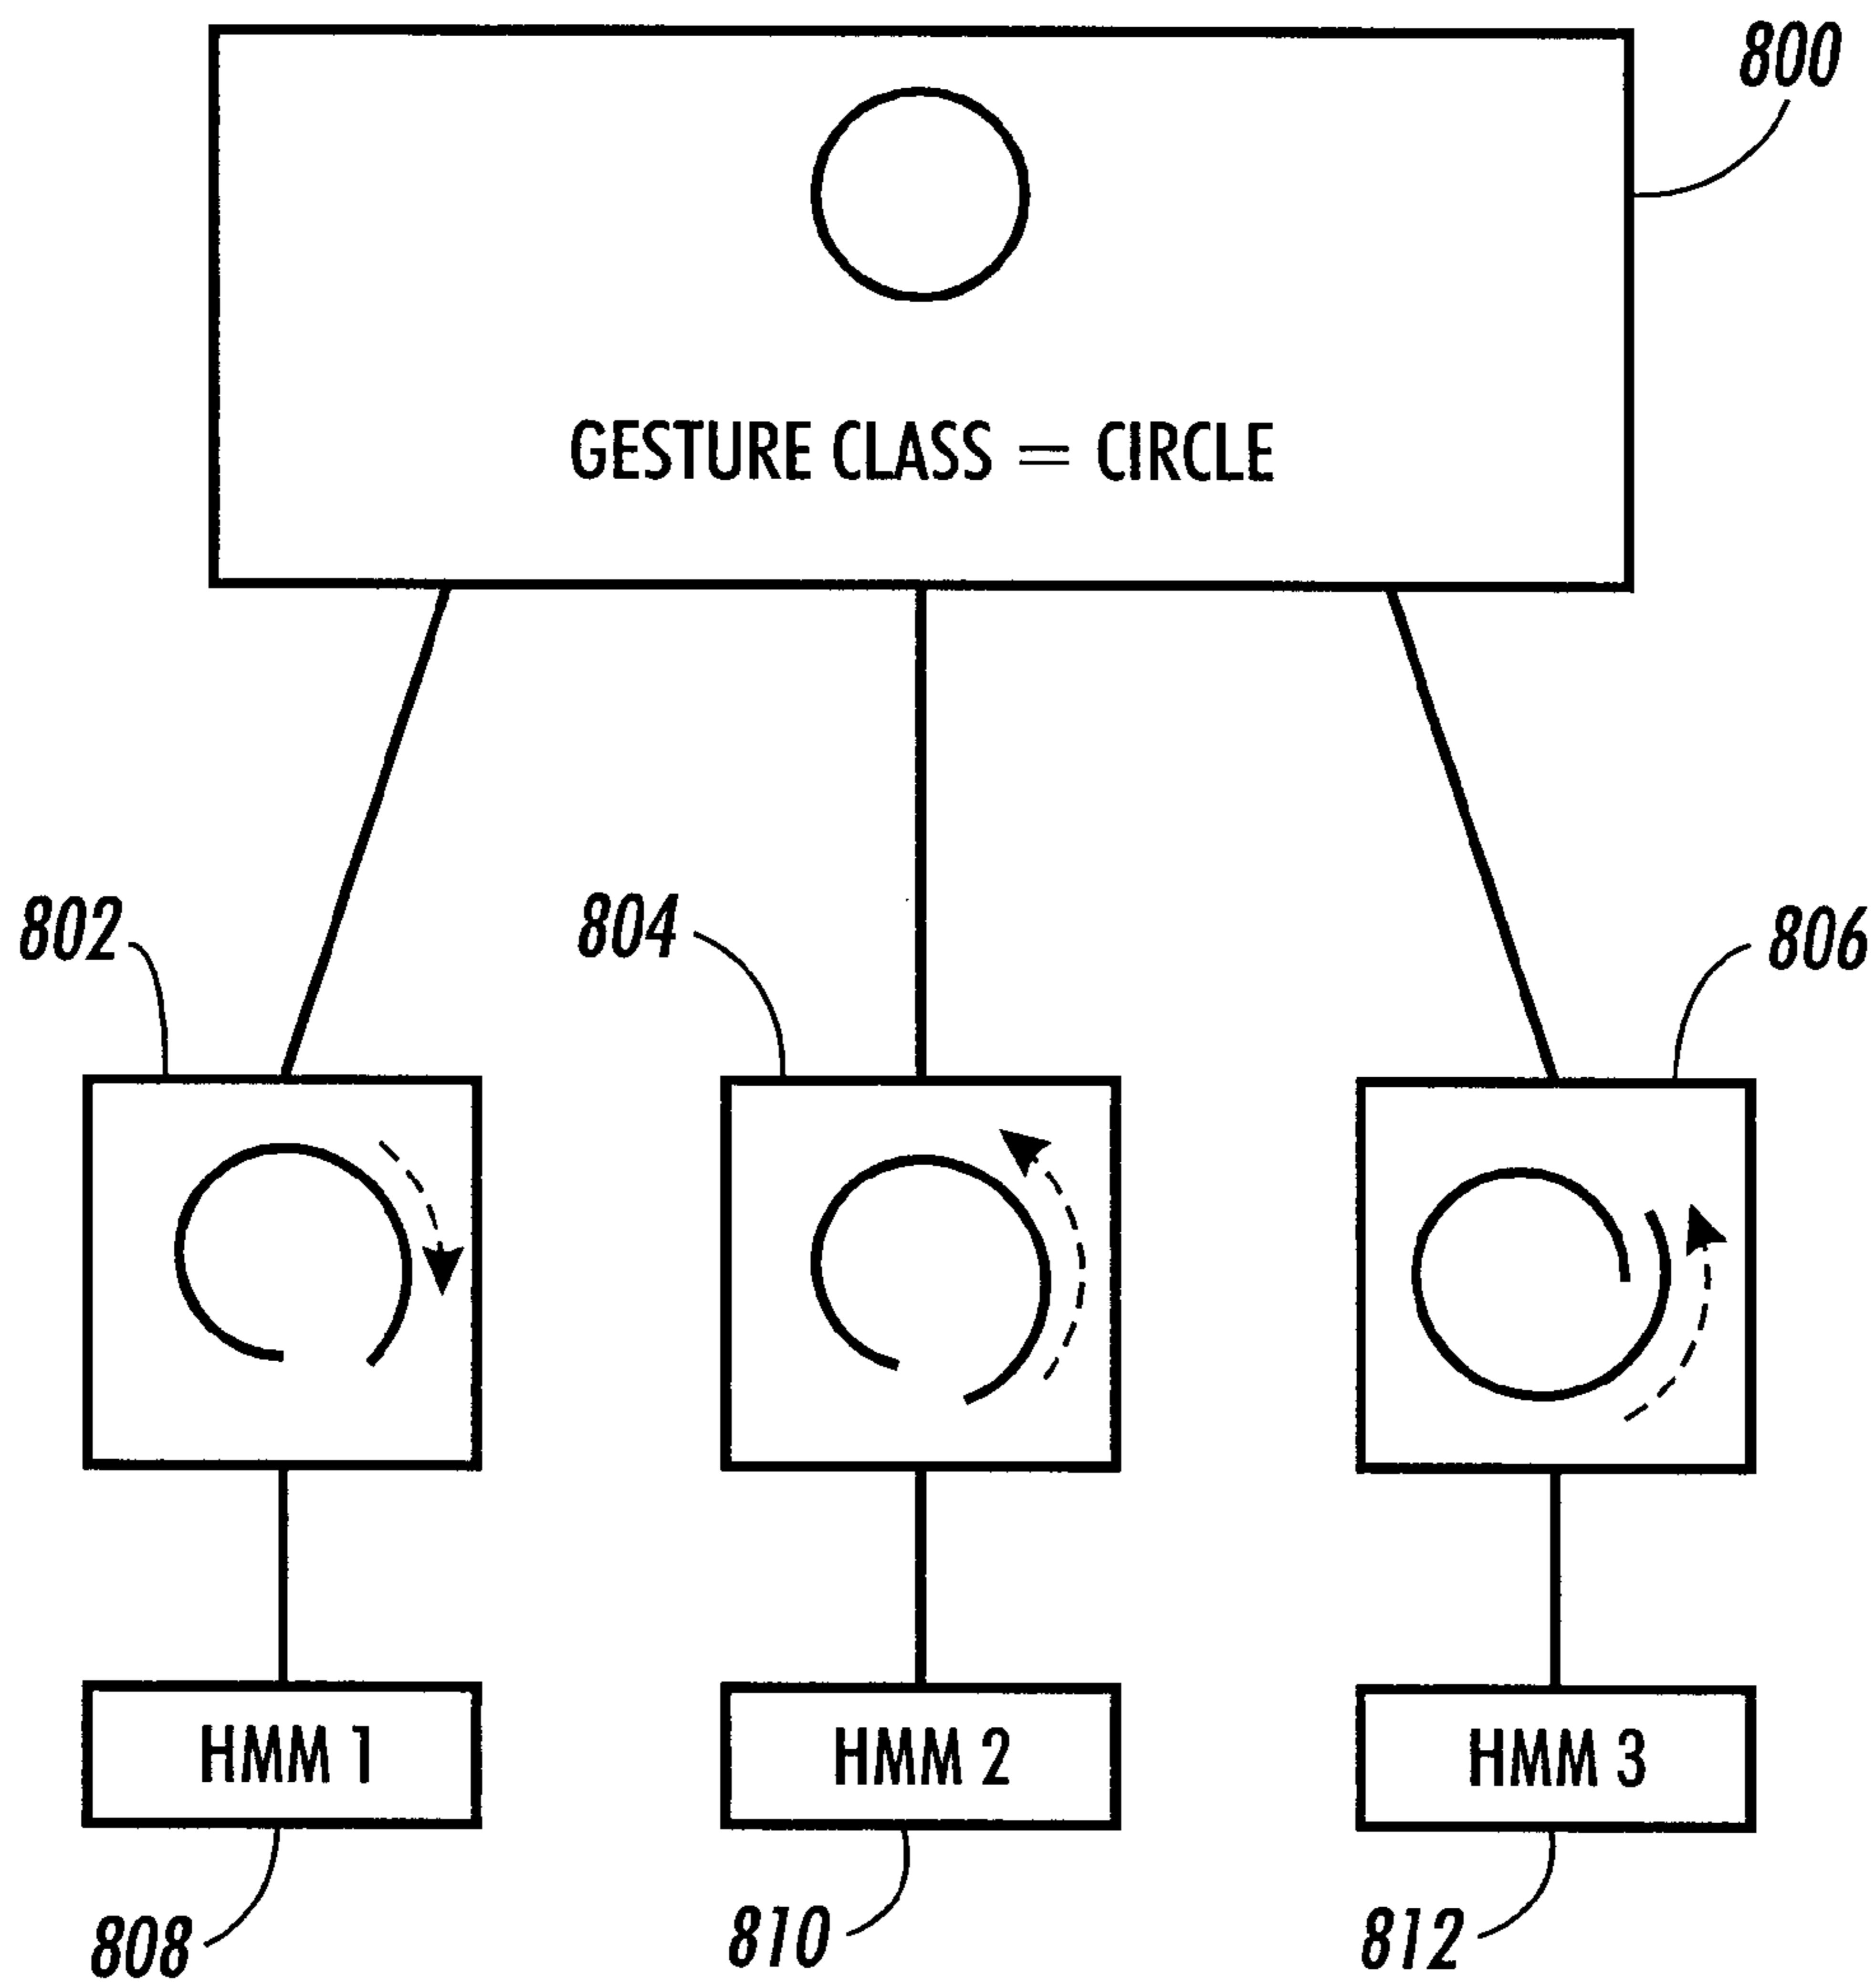 800
GESTURE CLASS = CIRCLE
802
804
806
HMM 1
HMM 2
HMM 3
808
810
812